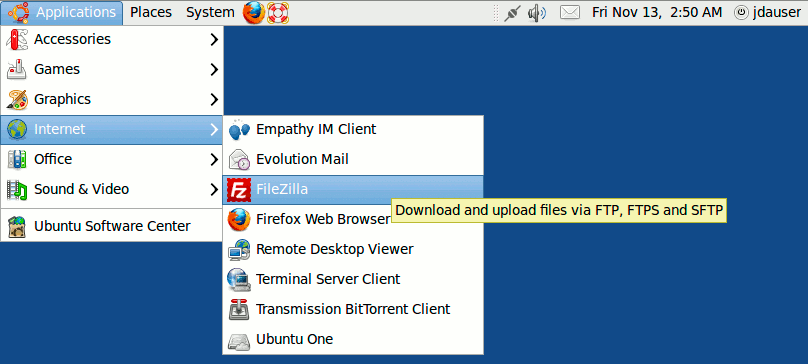 Applications Places System Fri Nov 13, 2:50 AM jdauser
Accessories
Games
Graphics
Internet
Office
Sound & Video
Ubuntu Software Center
Empathy IM Client
Evolution Mail
Fz FileZilla
Firefox Web Browser
Download and upload files via FTP, FTPS and SFTP
Remote Desktop Viewer
Terminal Server Client
Transmission BitTorrent Client
Ubuntu One